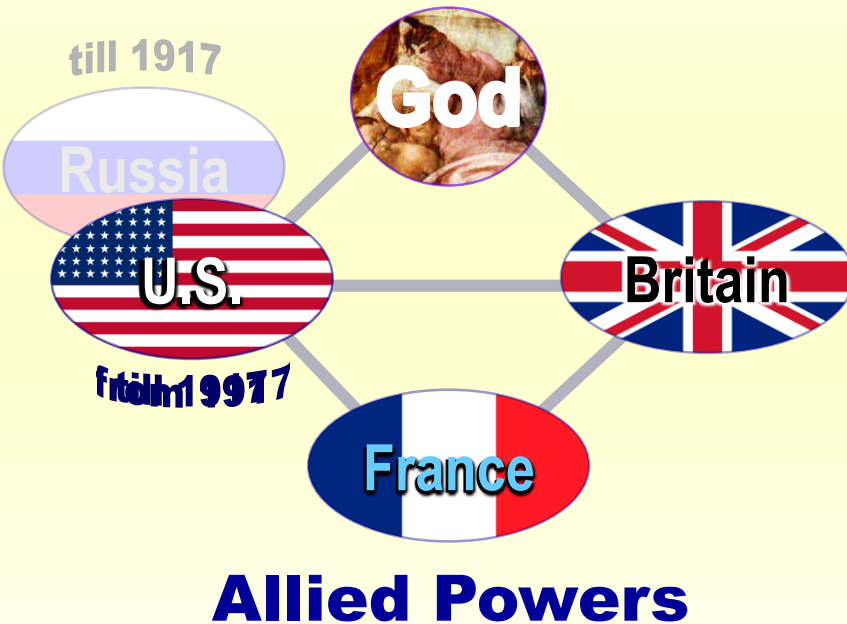 till 1917
God
Russia
U.S.
Britain
France
Allied Powers